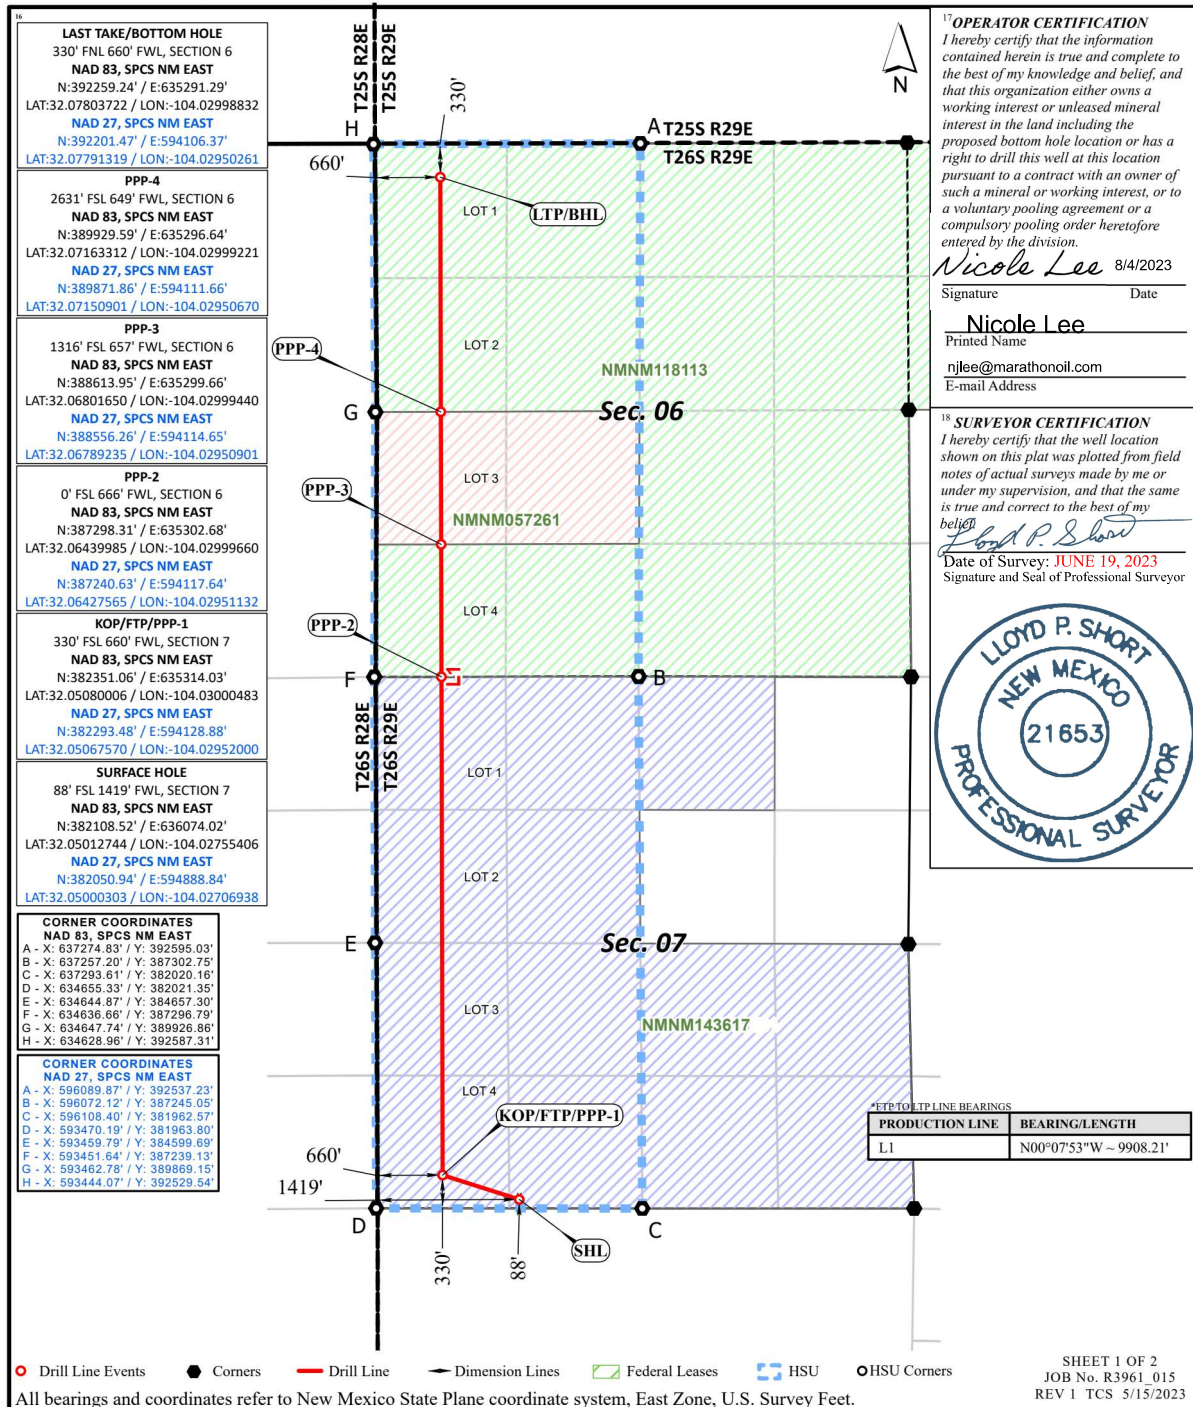 16
LAST TAKE/BOTTOM HOLE
330' FNL 660' FWL, SECTION 6
NAD 83, SPCS NM EAST
N:392259.24' / E:635291.29'
LAT:32.07803722 / LON:-104.02998832
NAD 27, SPCS NM EAST
N:392201.47' / E:594106.37'
LAT:32.07791319 / LON:-104.02950261
PPP-4
2631' FSL 649' FWL, SECTION 6
NAD 83, SPCS NM EAST
N:389929.59' / E:635296.64'
LAT:32.07163312 / LON:-104.02999221
NAD 27, SPCS NM EAST
N:389871.86' / E:594111.66'
LAT:32.07150901 / LON:-104.02950670
PPP-3
1316' FSL 657' FWL, SECTION 6
NAD 83, SPCS NM EAST
N:388613.95' / E:635299.66'
LAT:32.06801650 / LON:-104.02999440
NAD 27, SPCS NM EAST
N:388556.26' / E:594114.65'
LAT:32.06789235 / LON:-104.02950901
PPP-2
0' FSL 666' FWL, SECTION 6
NAD 83, SPCS NM EAST
N:387298.31' / E:635302.68'
LAT:32.06439985 / LON:-104.02999660
NAD 27, SPCS NM EAST
N:387240.63' / E:594117.64'
LAT:32.06427565 / LON:-104.02951132
KOP/FTP/PPP-1
330' FSL 660' FWL, SECTION 7
NAD 83, SPCS NM EAST
N:382351.06' / E:635314.03'
LAT:32.05080006 / LON:-104.03000483
NAD 27, SPCS NM EAST
N:382293.48' / E:594128.88'
LAT:32.05067570 / LON:-104.02952000
SURFACE HOLE
88' FSL 1419' FWL, SECTION 7
NAD 83, SPCS NM EAST
N:382108.52' / E:636074.02'
LAT:32.05012744 / LON:-104.02755406
NAD 27, SPCS NM EAST
N:382050.94' / E:594888.84'
LAT:32.05000303 / LON:-104.02706938
CORNER COORDINATES
NAD 83, SPCS NM EAST
A - X: 637274.83' / Y: 392595.03'
B - X: 637257.20' / Y: 387302.75'
C - X: 637293.61' / Y: 382020.16'
D - X: 634655.33' / Y: 382021.35'
E - X: 634644.87' / Y: 384657.30'
F - X: 634636.66' / Y: 387296.79'
G - X: 634647.74' / Y: 389926.86'
H - X: 634628.96' / Y: 392587.31'
CORNER COORDINATES
NAD 27, SPCS NM EAST
A - X: 596089.87' / Y: 392537.23'
B - X: 596072.12' / Y: 387245.05'
C - X: 596108.40' / Y: 381962.57'
D - X: 593470.19' / Y: 381963.80'
E - X: 593459.79' / Y: 384599.69'
F - X: 593451.64' / Y: 387239.13'
G - X: 593462.78' / Y: 389869.15'
H - X: 593444.07' / Y: 392529.54'
T25S R28E
T25S R29E
330'
N
H
A
T25S R29E
T26S R29E
660'
LOT 1
LTP/BHL
LOT 2
PPP-4
NMNM118113
G
Sec. 06
LOT 3
PPP-3
NMNM057261
LOT 4
PPP-2
F
L1
B
T26S R28E
T26S R29E
LOT 1
LOT 2
E
Sec. 07
LOT 3
NMNM143617
LOT 4
KOP/FTP/PPP-1
660'
1419'
D
C
SHL
330'
88'
17 OPERATOR CERTIFICATION
I hereby certify that the information
contained herein is true and complete to
the best of my knowledge and belief, and
that this organization either owns a
working interest or unleased mineral
interest in the land including the
proposed bottom hole location or has a
right to drill this well at this location
pursuant to a contract with an owner of
such a mineral or working interest, or to
a voluntary pooling agreement or a
compulsory pooling order heretofore
entered by the division.
Nicole Lee 8/4/2023
Signature Date
Nicole Lee
Printed Name
njlee@marathonoil.com
E-mail Address
18 SURVEYOR CERTIFICATION
I hereby certify that the well location
shown on this plat was plotted from field
notes of actual surveys made by me or
under my supervision, and that the same
is true and correct to the best of my
belief.
Lloyd P. Short
Date of Survey: JUNE 19, 2023
Signature and Seal of Professional Surveyor
LLOYD P. SHORT
NEW MEXICO
21653
PROFESSIONAL SURVEYOR
*FTP TO LTP LINE BEARINGS
PRODUCTION LINE BEARING/LENGTH
L1 N00°07'53"W ~ 9908.21'
Drill Line Events Corners Drill Line Dimension Lines Federal Leases HSU HSU Corners
All bearings and coordinates refer to New Mexico State Plane coordinate system, East Zone, U.S. Survey Feet.
SHEET 1 OF 2
JOB No. R3961_015
REV 1 TCS 5/15/2023